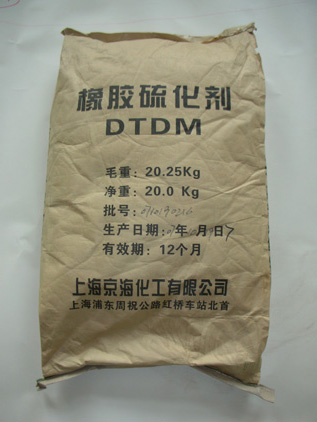 橡胶硫化剂
DTDM
毛重：20.25Kg
净重：20.0 Kg
批号：
生产日期： 年 月 日
有效期：12个月
上海京海化工有限公司
上海浦东周祝公路红桥车站北首